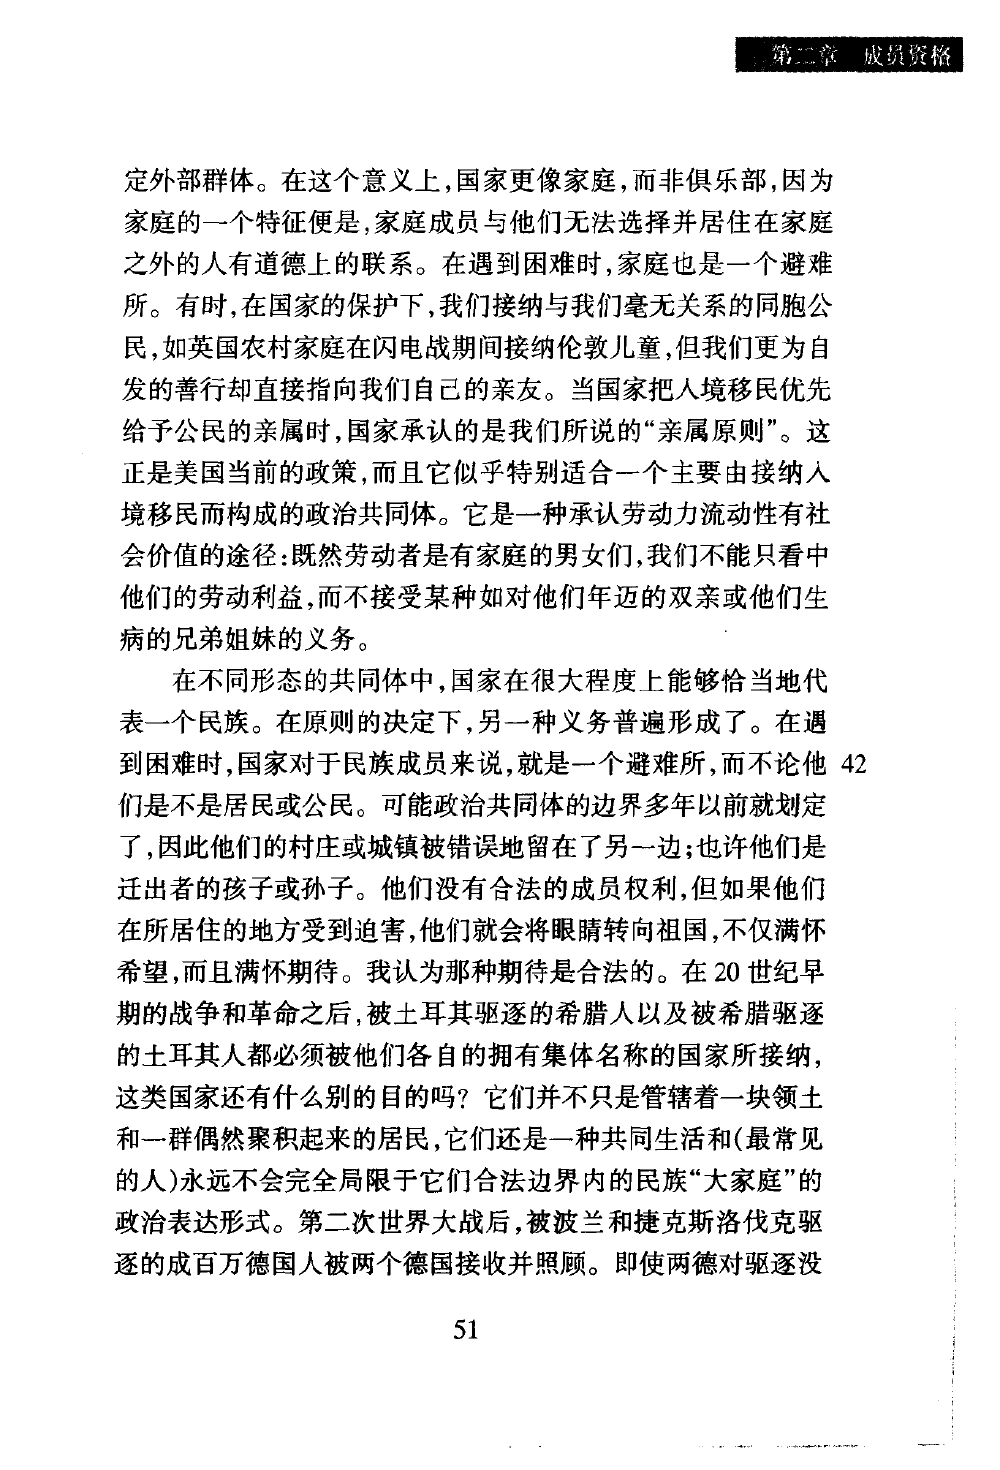 第二章 成员资格
定外部群体。在这个意义上,国家更像家庭,而非俱乐部,因为
家庭的一个特征便是,家庭成员与他们无法选择并居住在家庭
之外的人有道德上的联系。在遇到困难时,家庭也是一个避难
所。有时,在国家的保护下,我们接纳与我们毫无关系的同胞公
民,如英国农村家庭在闪电战期间接纳伦敦儿童,但我们更为自
发的善行却直接指向我们自己的亲友。当国家把入境移民优先
给予公民的亲属时,国家承认的是我们所说的“亲属原则”。这
正是美国当前的政策,而且它似乎特别适合一个主要由接纳入
境移民而构成的政治共同体。它是一种承认劳动力流动性有社
会价值的途径:既然劳动者是有家庭的男女们,我们不能只看中
他们的劳动利益,而不接受某种如对他们年迈的双亲或他们生
病的兄弟姐妹的义务。
在不同形态的共同体中,国家在很大程度上能够恰当地代
表一个民族。在原则的决定下,另一种义务普遍形成了。在遇
到困难时,国家对于民族成员来说,就是一个避难所,而不论他 42
们是不是居民或公民。可能政治共同体的边界多年以前就划定
了,因此他们的村庄或城镇被错误地留在了另一边;也许他们是
迁出者的孩子或孙子。他们没有合法的成员权利,但如果他们
在所居住的地方受到迫害,他们就会将眼睛转向祖国,不仅满怀
希望,而且满怀期待。我认为那种期待是合法的。在 20 世纪早
期的战争和革命之后,被土耳其驱逐的希腊人以及被希腊驱逐
的土耳其人都必须被他们各自的拥有集体名称的国家所接纳,
这类国家还有什么别的目的吗? 它们并不只是管辖着一块领土
和一群偶然聚积起来的居民,它们还是一种共同生活和(最常见
的人)永远不会完全局限于它们合法边界内的民族“大家庭”的
政治表达形式。第二次世界大战后,被波兰和捷克斯洛伐克驱
逐的成百万德国人被两个德国接收并照顾。即使两德对驱逐没
51